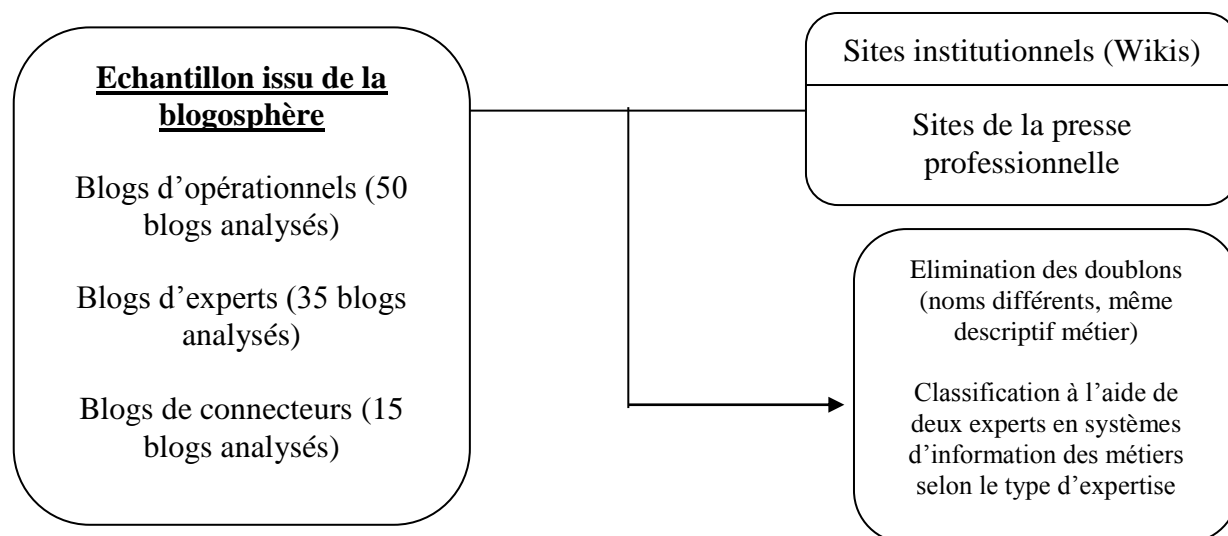 Echantillon issu de la
blogosphère
Blogs d’opérationnels (50
blogs analysés)
Blogs d’experts (35 blogs
analysés)
Blogs de connecteurs (15
blogs analysés)
Sites institutionnels (Wikis)
Sites de la presse
professionnelle
Elimination des doublons
(noms différents, même
descriptif métier)
Classification à l’aide de
deux experts en systèmes
d’information des métiers
selon le type d’expertise